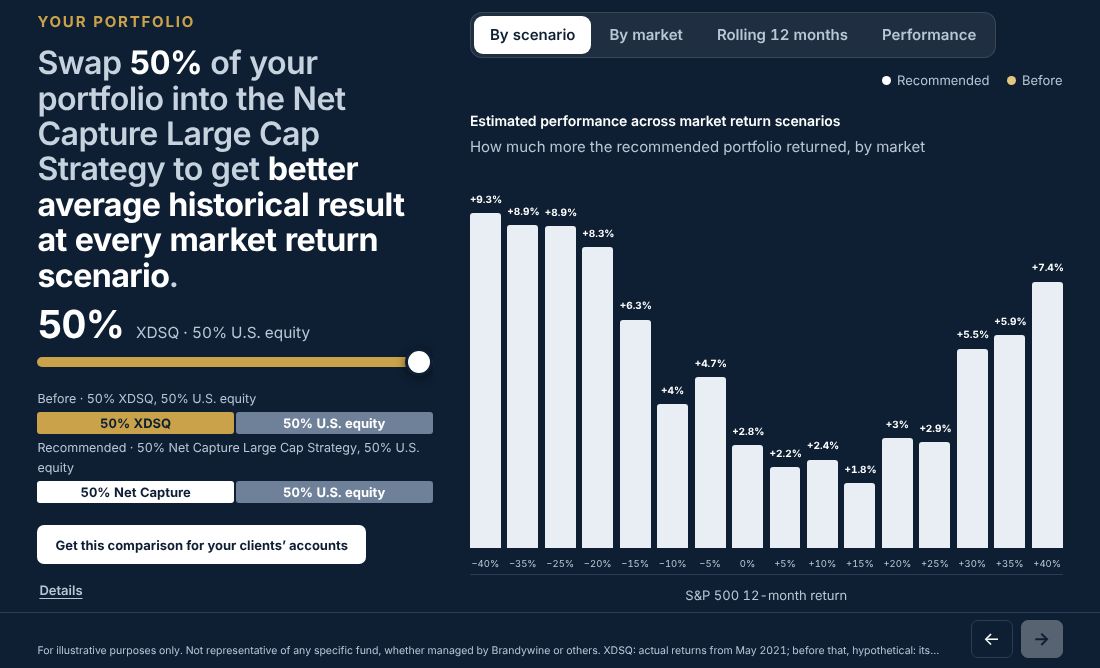 YOUR PORTFOLIO
Swap 50% of your
portfolio into the Net
Capture Large Cap
Strategy to get better
average historical result
at every market return
scenario.
50% XDSQ · 50% U.S. equity
Before · 50% XDSQ, 50% U.S. equity
50% XDSQ 50% U.S. equity
Recommended · 50% Net Capture Large Cap Strategy, 50% U.S.
equity
50% Net Capture 50% U.S. equity
Get this comparison for your clients’ accounts
Details
By scenario By market Rolling 12 months Performance
Recommended Before
Estimated performance across market return scenarios
How much more the recommended portfolio returned, by market
+9.3% +8.9% +8.9% +8.3% +6.3% +4% +4.7% +2.8% +2.2% +2.4% +1.8% +3% +2.9% +5.5% +5.9% +7.4%
−40% −35% −25% −20% −15% −10% −5% 0% +5% +10% +15% +20% +25% +30% +35% +40%
S&P 500 12-month return
For illustrative purposes only. Not representative of any specific fund, whether managed by Brandywine or others. XDSQ: actual returns from May 2021; before that, hypothetical: its…